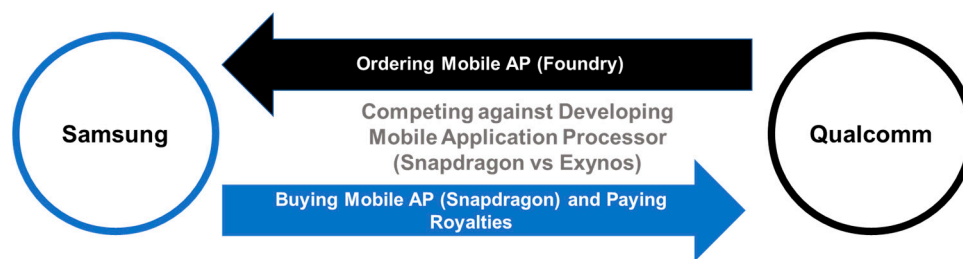 Ordering Mobile AP (Foundry)
Samsung
Competing against Developing
Mobile Application Processor
(Snapdragon vs Exynos)
Qualcomm
Buying Mobile AP (Snapdragon) and Paying
Royalties